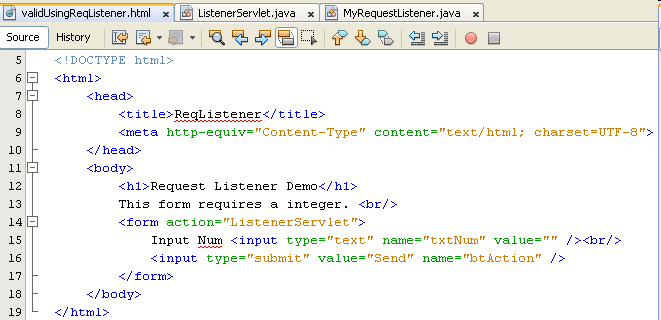 validUsingReqListener.html ListenerServlet.java MyRequestListener.java
Source History
5 <!DOCTYPE html>
6 <html>
7 <head>
8 <title>ReqListener</title>
9 <meta http-equiv="Content-Type" content="text/html; charset=UTF-8">
10 </head>
11 <body>
12 <h1>Request Listener Demo</h1>
13 This form requires a integer. <br/>
14 <form action="ListenerServlet">
15 Input Num <input type="text" name="txtNum" value="" /><br/>
16 <input type="submit" value="Send" name="btAction" />
17 </form>
18 </body>
19 </html>